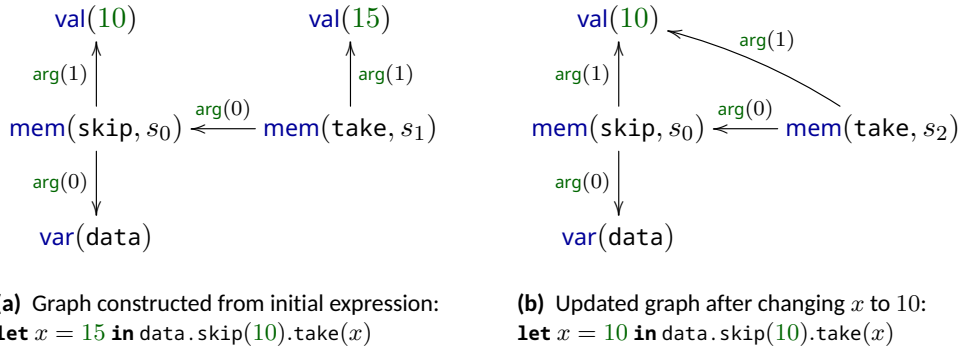 val(10) val(15) val(10)
arg(1)
arg(1) arg(1) arg(1)
arg(0) arg(0)
mem(skip, s₀) mem(take, s₁) mem(skip, s₀) mem(take, s₂)
arg(0) arg(0)
var(data) var(data)
(a) Graph constructed from initial expression:
let x = 15 in data.skip(10).take(x)
(b) Updated graph after changing x to 10:
let x = 10 in data.skip(10).take(x)